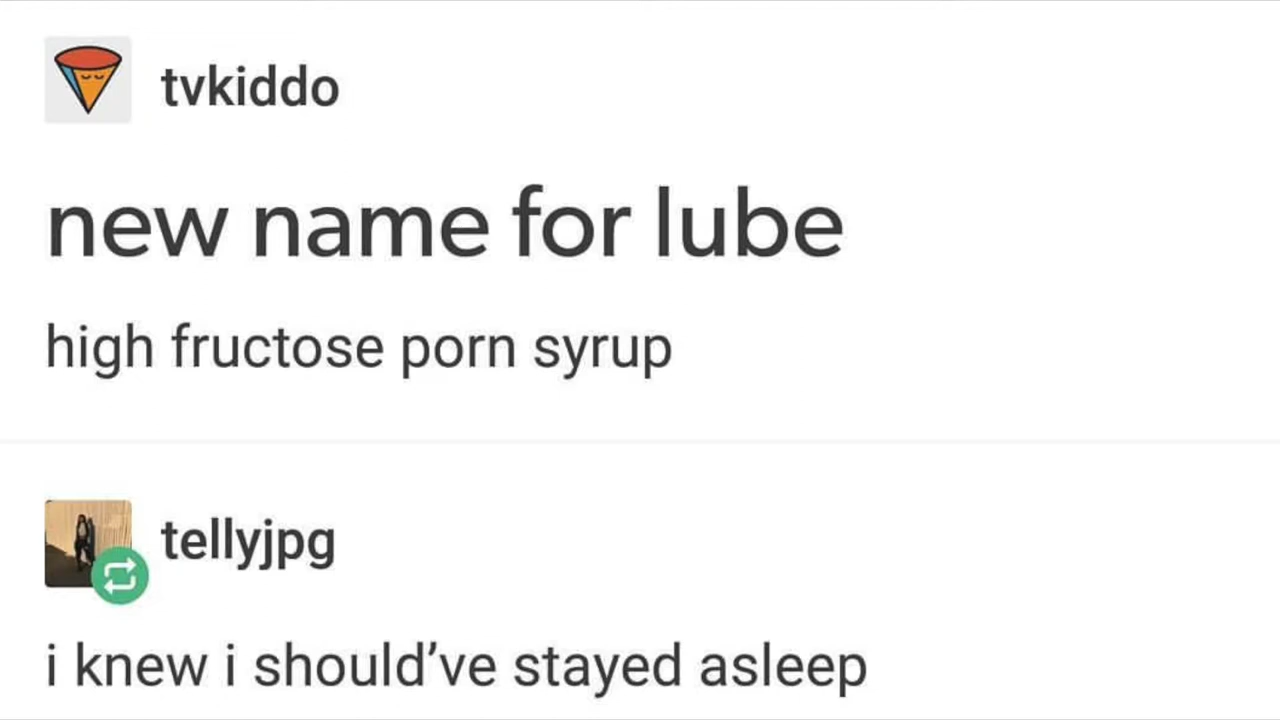 tvkiddo
new name for lube
high fructose porn syrup
tellyjpg
i knew i should’ve stayed asleep